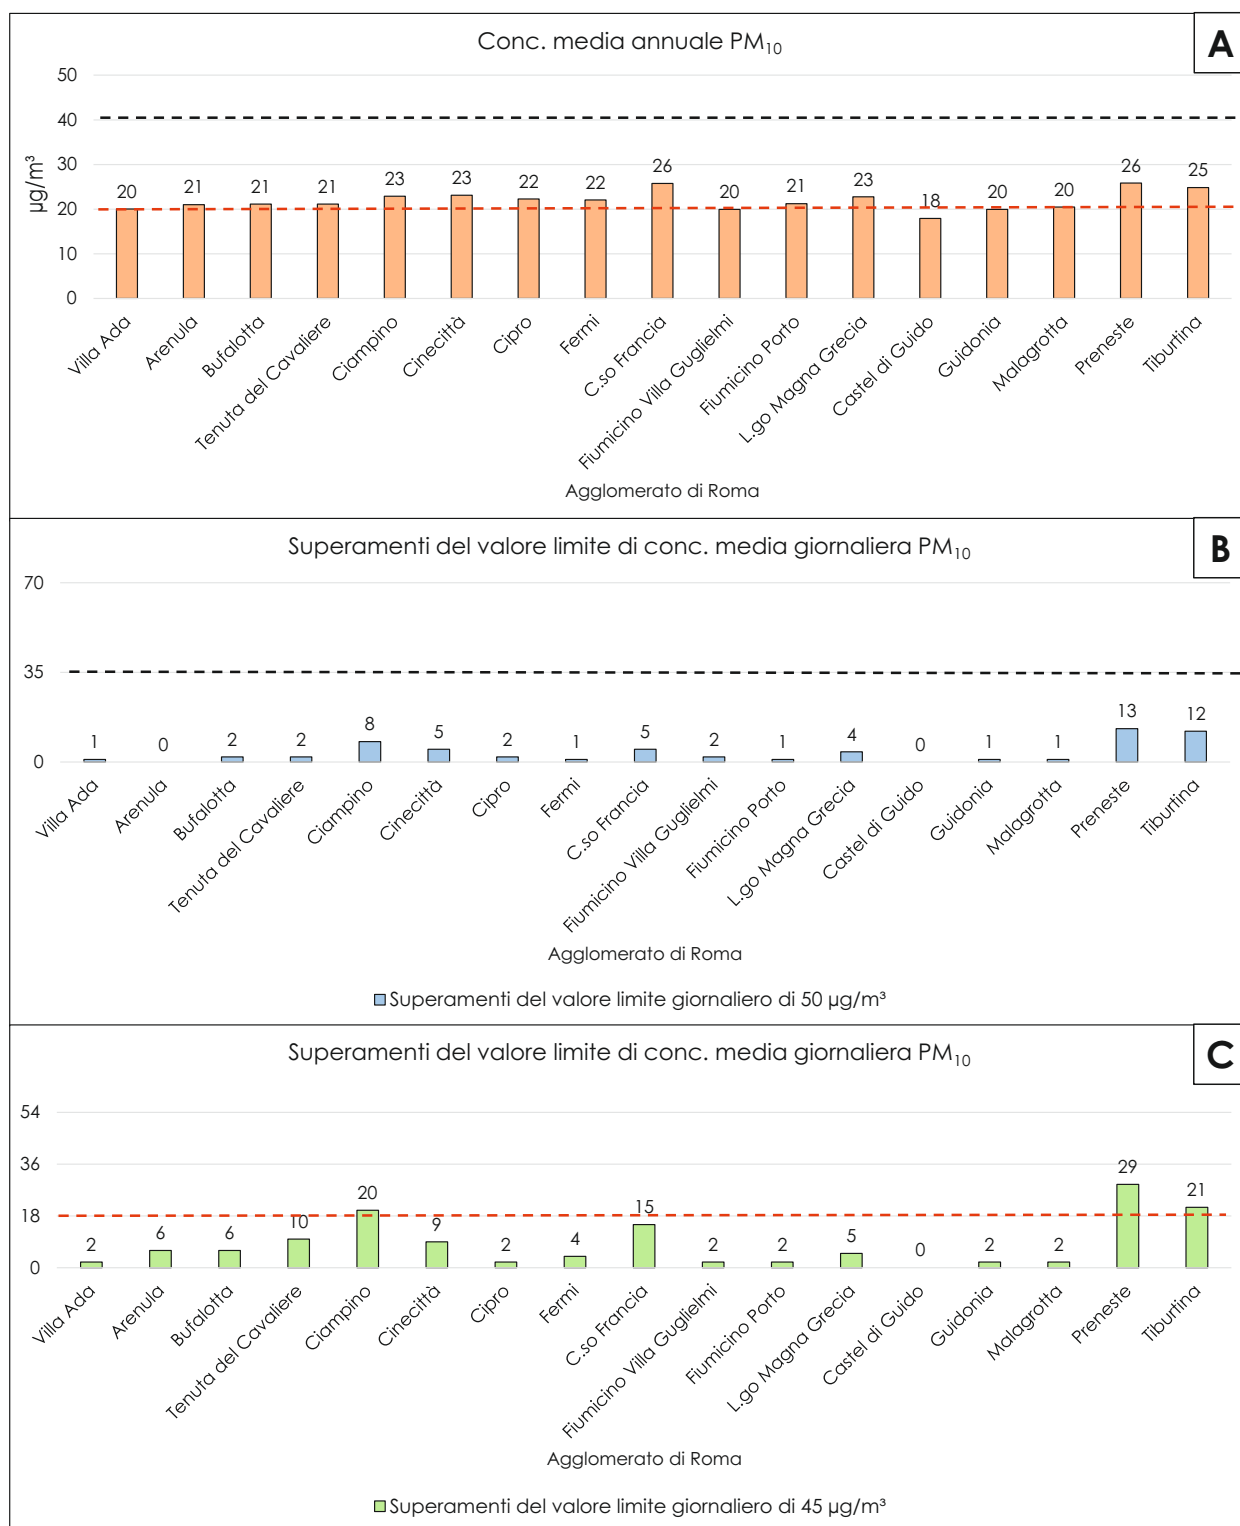 Conc. media annuale PM₁₀
A
µg/m³
50
40
30
20
10
0
20 21 21 21 23 23 22 22 26 20 21 23 18 20 20 26 25
Villa Ada
Arenula
Bufalotta
Tenuta del Cavaliere
Ciampino
Cinecittà
Cipro
Fermi
C.so Francia
Fiumicino Villa Guglielmi
Fiumicino Porto
L.go Magna Grecia
Castel di Guido
Guidonia
Malagrotta
Preneste
Tiburtina
Agglomerato di Roma
Superamenti del valore limite di conc. media giornaliera PM₁₀
B
70
35
0
1 0 2 2 8 5 2 1 5 2 1 4 0 1 1 13 12
Villa Ada
Arenula
Bufalotta
Tenuta del Cavaliere
Ciampino
Cinecittà
Cipro
Fermi
C.so Francia
Fiumicino Villa Guglielmi
Fiumicino Porto
L.go Magna Grecia
Castel di Guido
Guidonia
Malagrotta
Preneste
Tiburtina
Agglomerato di Roma
Superamenti del valore limite giornaliero di 50 µg/m³
Superamenti del valore limite di conc. media giornaliera PM₁₀
C
54
36
18
0
2 6 6 10 20 9 2 4 15 2 2 5 0 2 2 29 21
Villa Ada
Arenula
Bufalotta
Tenuta del Cavaliere
Ciampino
Cinecittà
Cipro
Fermi
C.so Francia
Fiumicino Villa Guglielmi
Fiumicino Porto
L.go Magna Grecia
Castel di Guido
Guidonia
Malagrotta
Preneste
Tiburtina
Agglomerato di Roma
Superamenti del valore limite giornaliero di 45 µg/m³